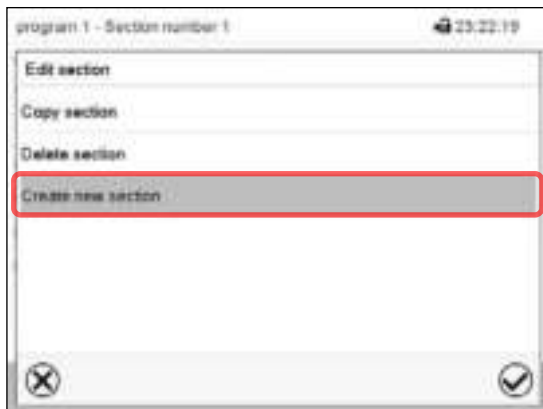 program 1 - Section number 1 23:22:19
Edit section
Copy section
Delete section
Create new section